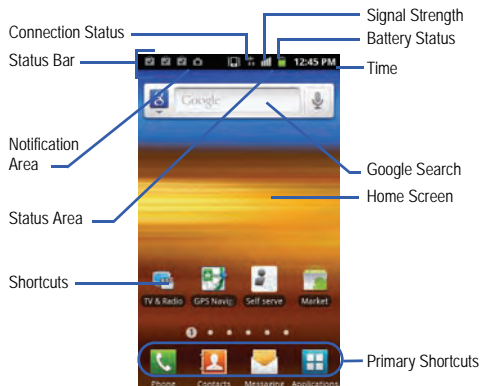 Connection Status
Status Bar
Notification
Area
Status Area
Shortcuts
Signal Strength
Battery Status
Time
Google Search
Home Screen
Primary Shortcuts
12:45 PM
Google
TV & Radio
GPS Navig
Self serve
Market
1
Phone
Contacts
Messaging
Applications